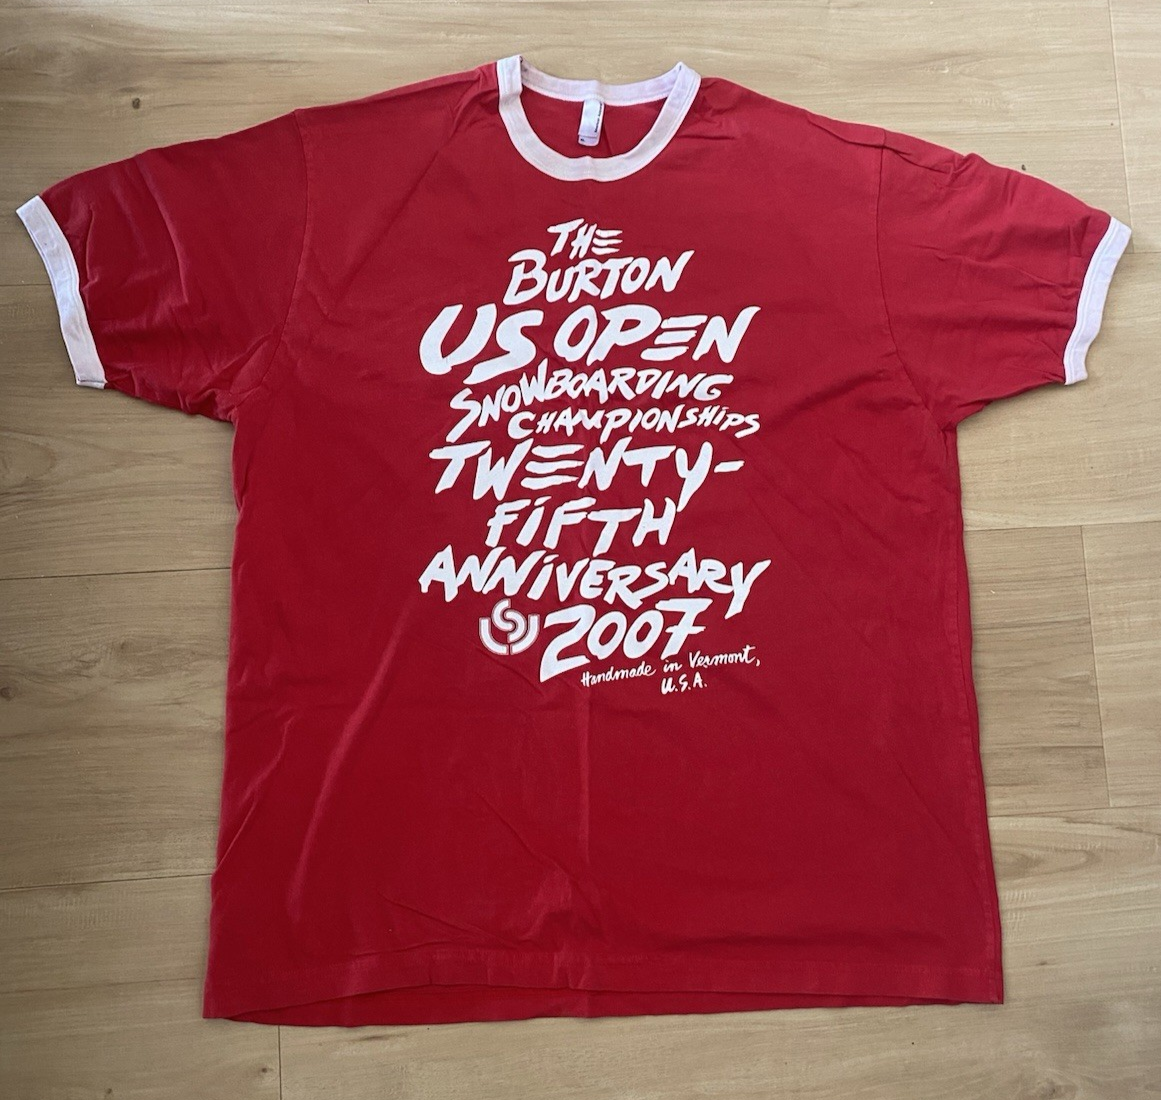 THE
BURTON
US OPEN
SNOWBOARDING
CHAMPIONSHiPS
TWENTY-
FiFTH
ANNiVERSARY
2007
Handmade in Vermont,
U.S.A.